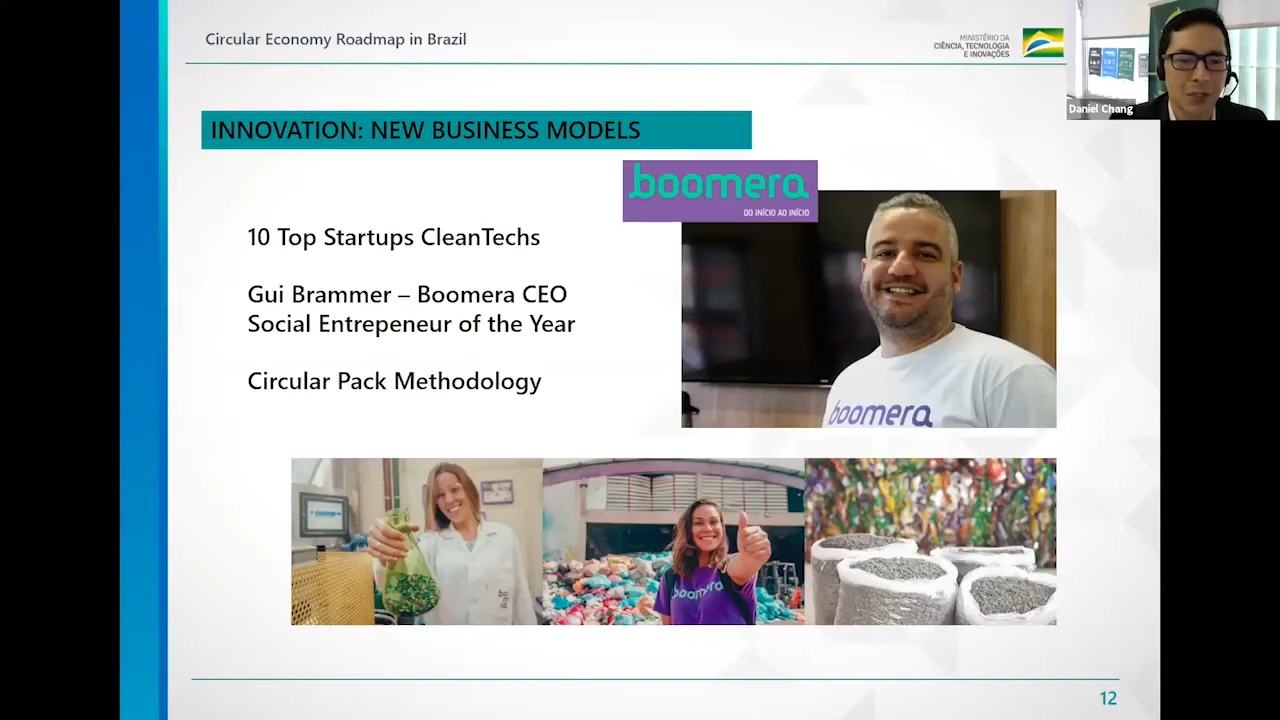 Circular Economy Roadmap in Brazil
MINISTÉRIO DA
CIÊNCIA, TECNOLOGIA
E INOVAÇÕES
Daniel Chang
INNOVATION: NEW BUSINESS MODELS
boomera
DO INÍCIO AO INÍCIO
10 Top Startups CleanTechs
Gui Brammer – Boomera CEO
Social Entrepeneur of the Year
Circular Pack Methodology
boomera
boomera
12